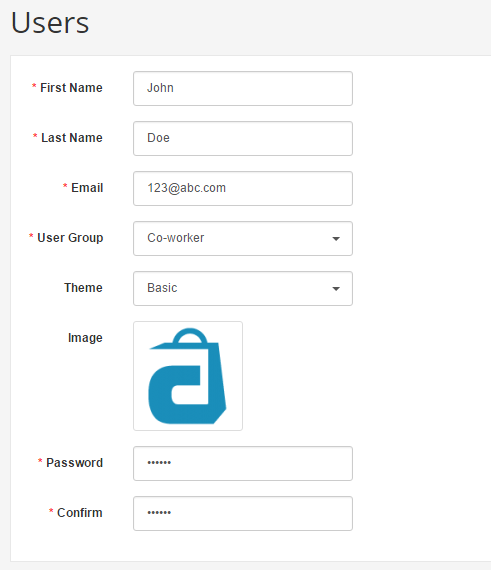 Users
* First Name John
* Last Name Doe
* Email 123@abc.com
* User Group Co-worker
Theme Basic
Image
* Password ••••••
* Confirm ••••••